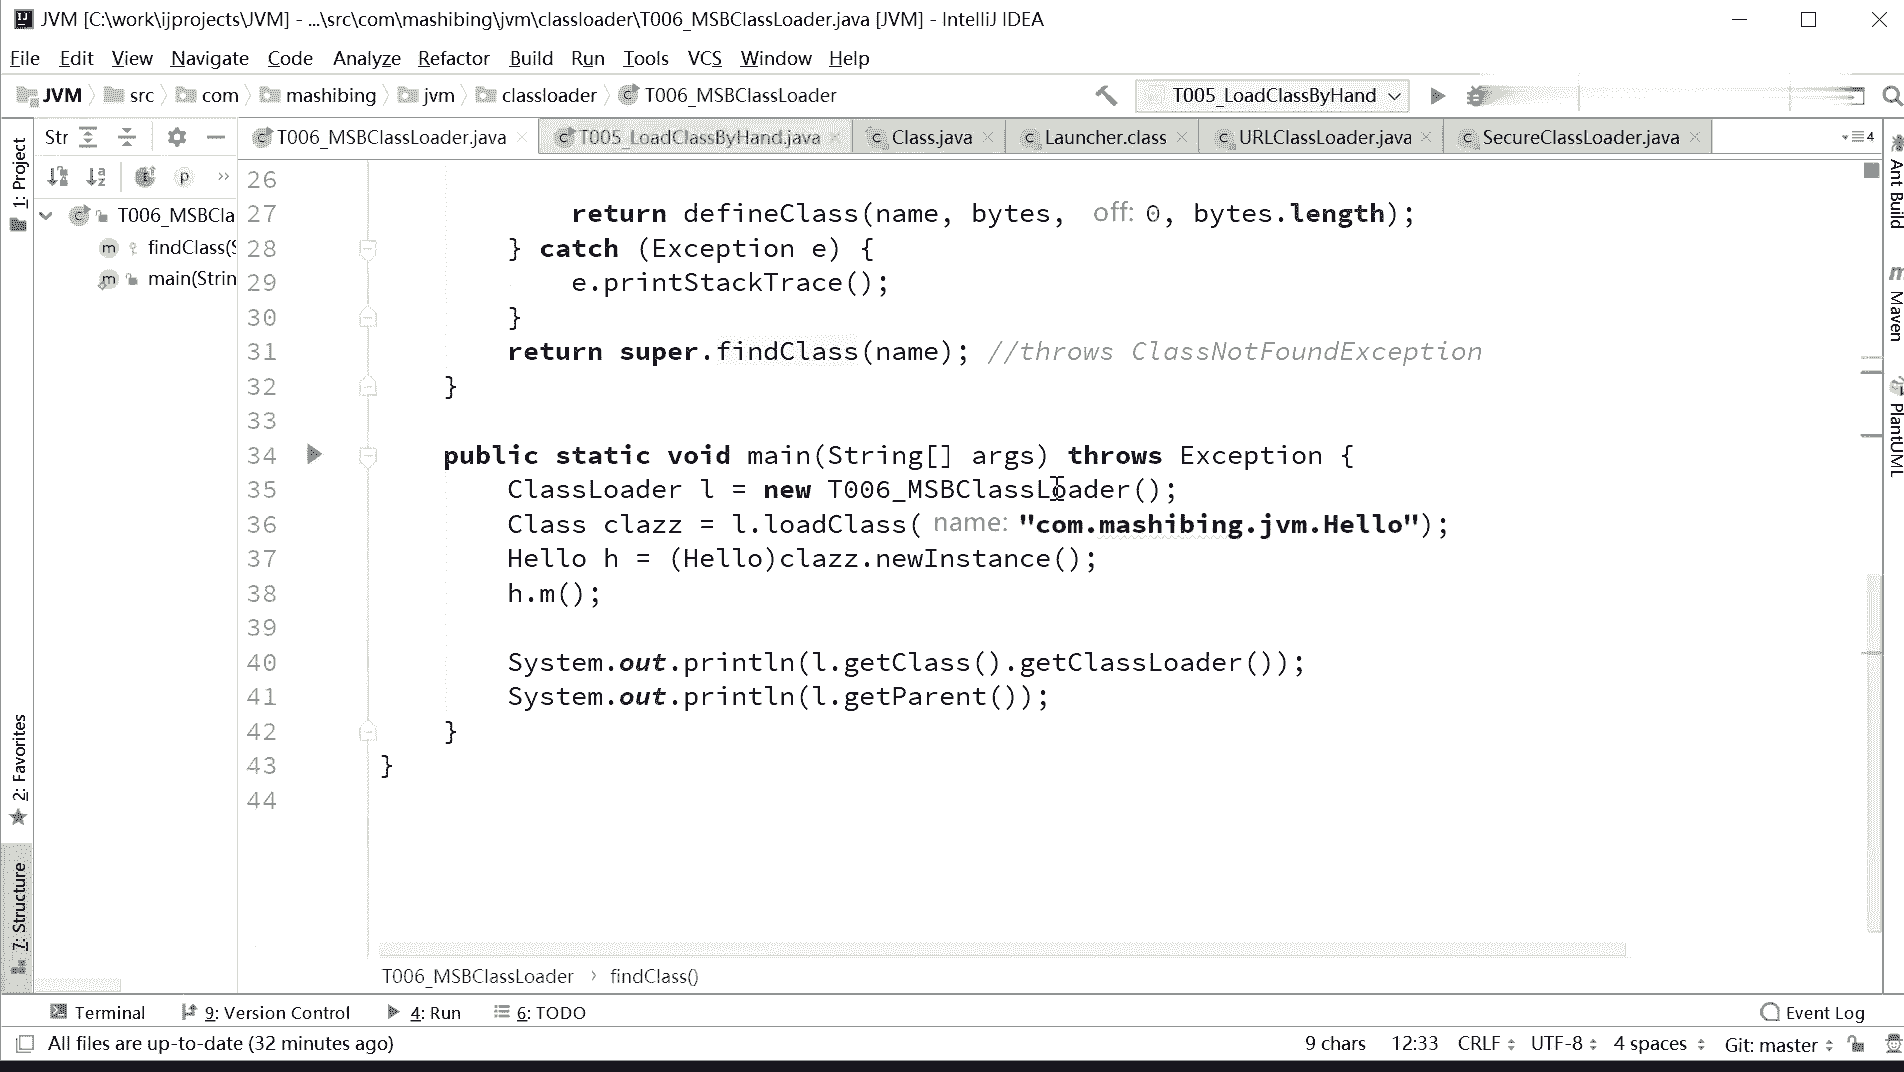 JVM [C:\work\ijprojects\JVM] - ...\src\com\mashibing\jvm\classloader\T006_MSBClassLoader.java [JVM] - IntelliJ IDEA
File Edit View Navigate Code Analyze Refactor Build Run Tools VCS Window Help
JVM src com mashibing jvm classloader T006_MSBClassLoader T005_LoadClassByHand
Str T006_MSBClassLoader.java T005_LoadClassByHand.java Class.java Launcher.class URLClassLoader.java SecureClassLoader.java 4
1: Project
T006_MSBCla
findClass(S
main(Strin
2: Favorites
7: Structure
26
27 return defineClass(name, bytes, off: 0, bytes.length);
28 } catch (Exception e) {
29 e.printStackTrace();
30 }
31 return super.findClass(name); //throws ClassNotFoundException
32 }
33
34 public static void main(String[] args) throws Exception {
35 ClassLoader l = new T006_MSBClassLoader();
36 Class clazz = l.loadClass( name: "com.mashibing.jvm.Hello");
37 Hello h = (Hello)clazz.newInstance();
38 h.m();
39
40 System.out.println(l.getClass().getClassLoader());
41 System.out.println(l.getParent());
42 }
43 }
44
Ant Build
Maven
PlantUML
T006_MSBClassLoader › findClass()
Terminal 9: Version Control 4: Run 6: TODO Event Log
All files are up-to-date (32 minutes ago) 9 chars 12:33 CRLF UTF-8 4 spaces Git: master